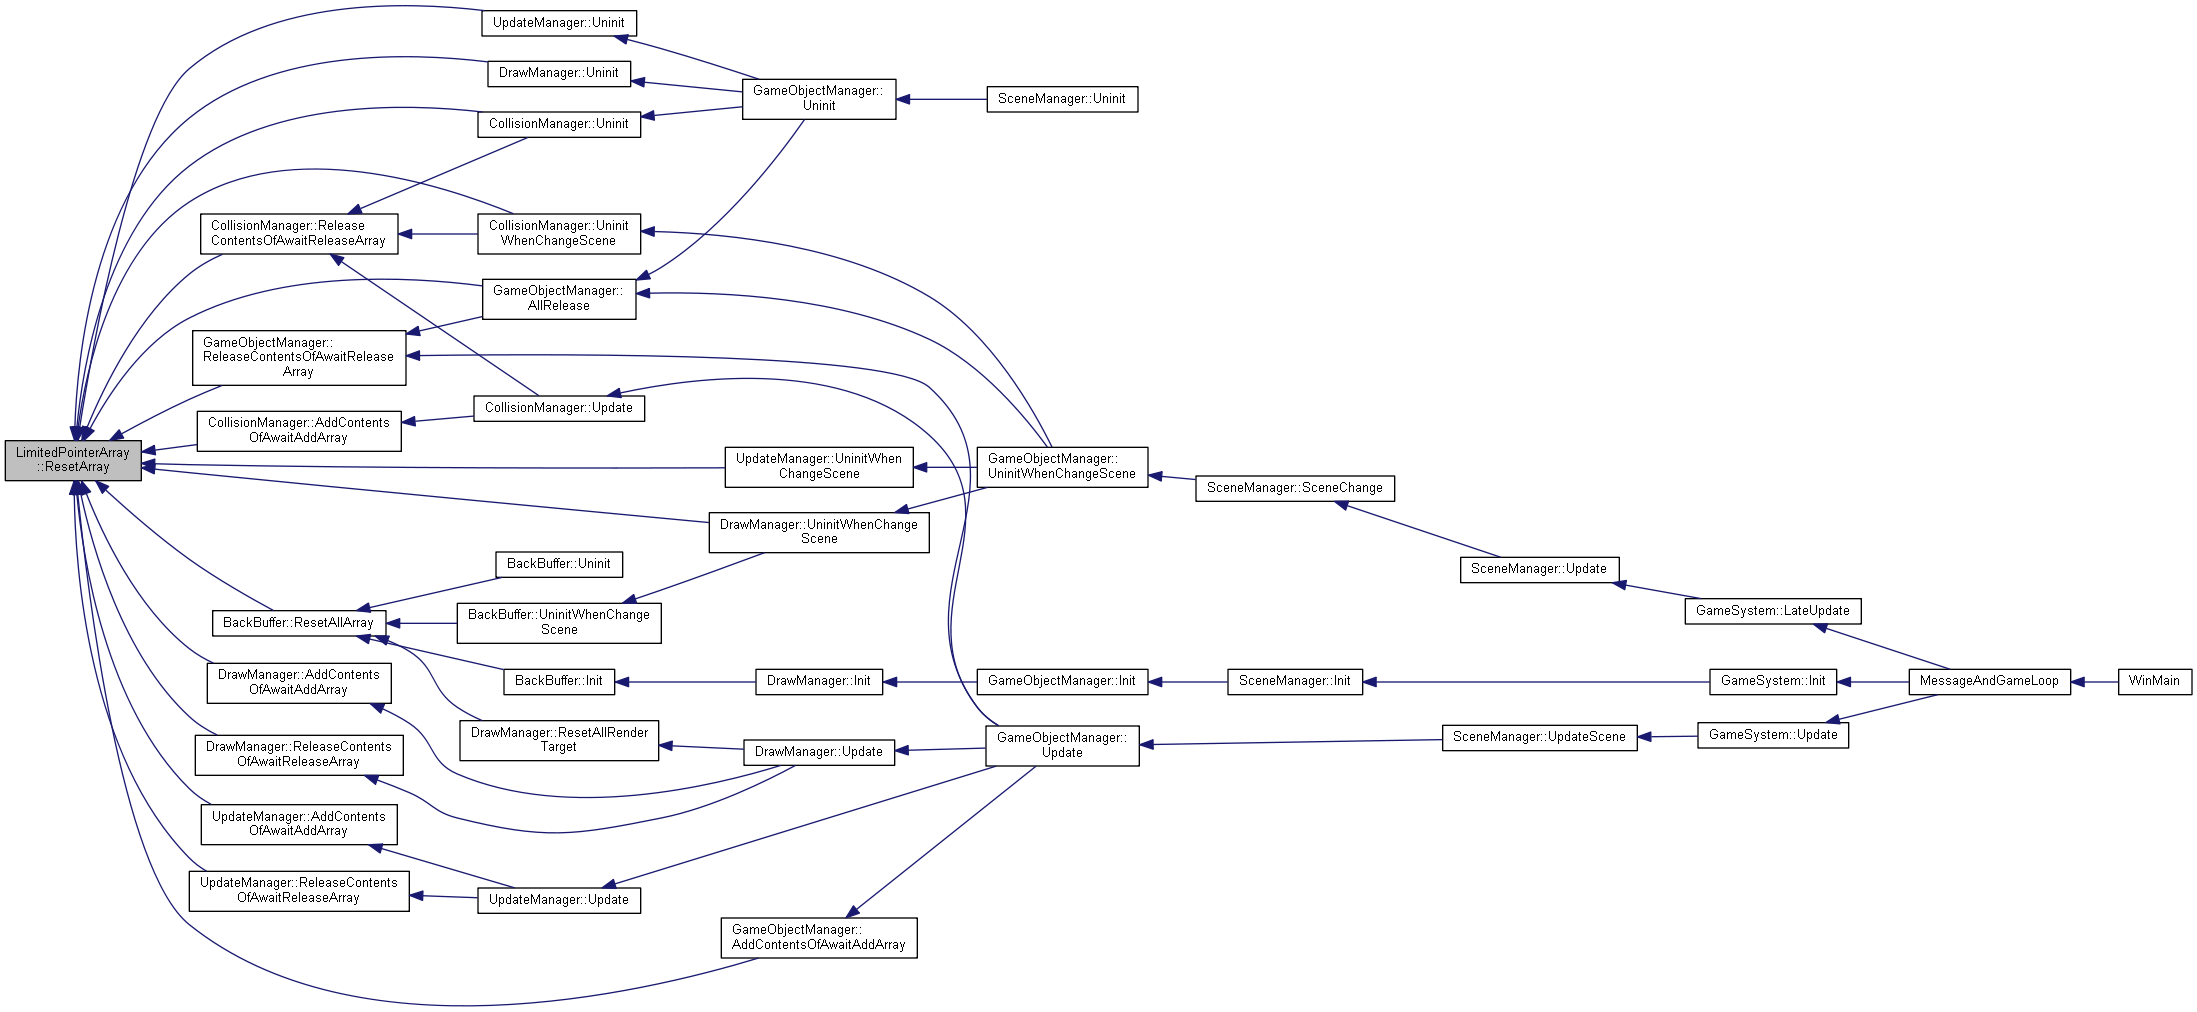 UpdateManager::Uninit
DrawManager::Uninit
GameObjectManager::
Uninit
SceneManager::Uninit
CollisionManager::Uninit
CollisionManager::Release
ContentsOfAwaitReleaseArray
CollisionManager::Uninit
WhenChangeScene
GameObjectManager::
AllRelease
GameObjectManager::
ReleaseContentsOfAwaitRelease
Array
CollisionManager::Update
CollisionManager::AddContents
OfAwaitAddArray
LimitedPointerArray
::ResetArray
UpdateManager::UninitWhen
ChangeScene
GameObjectManager::
UninitWhenChangeScene
SceneManager::SceneChange
DrawManager::UninitWhenChange
Scene
BackBuffer::Uninit
SceneManager::Update
BackBuffer::ResetAllArray
BackBuffer::UninitWhenChange
Scene
GameSystem::LateUpdate
DrawManager::AddContents
OfAwaitAddArray
BackBuffer::Init
DrawManager::Init
GameObjectManager::Init
SceneManager::Init
GameSystem::Init
MessageAndGameLoop
WinMain
DrawManager::ResetAllRender
Target
DrawManager::Update
GameObjectManager::
Update
SceneManager::UpdateScene
GameSystem::Update
DrawManager::ReleaseContents
OfAwaitReleaseArray
UpdateManager::AddContents
OfAwaitAddArray
UpdateManager::ReleaseContents
OfAwaitReleaseArray
UpdateManager::Update
GameObjectManager::
AddContentsOfAwaitAddArray